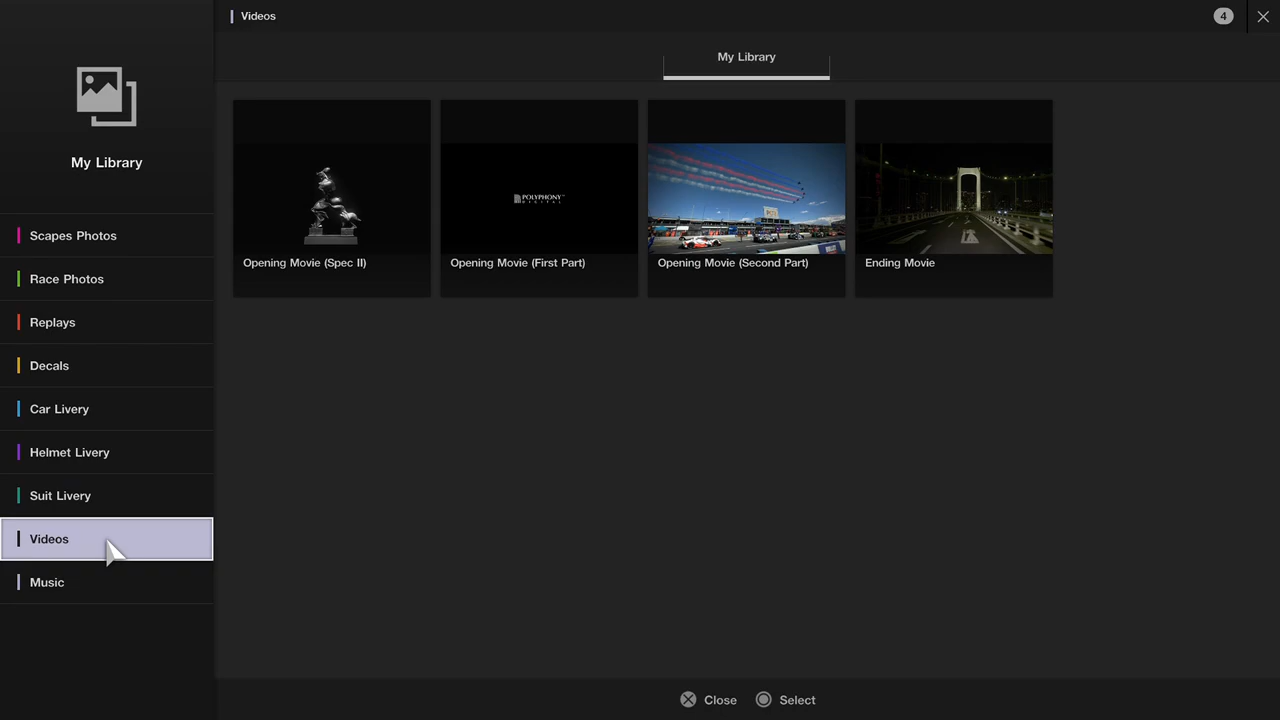 Videos
4
My Library
My Library
Scapes Photos
Race Photos
Replays
Decals
Car Livery
Helmet Livery
Suit Livery
Videos
Music
POLYPHONY
DIGITAL
Opening Movie (Spec II)
Opening Movie (First Part)
Opening Movie (Second Part)
Ending Movie
Close
Select